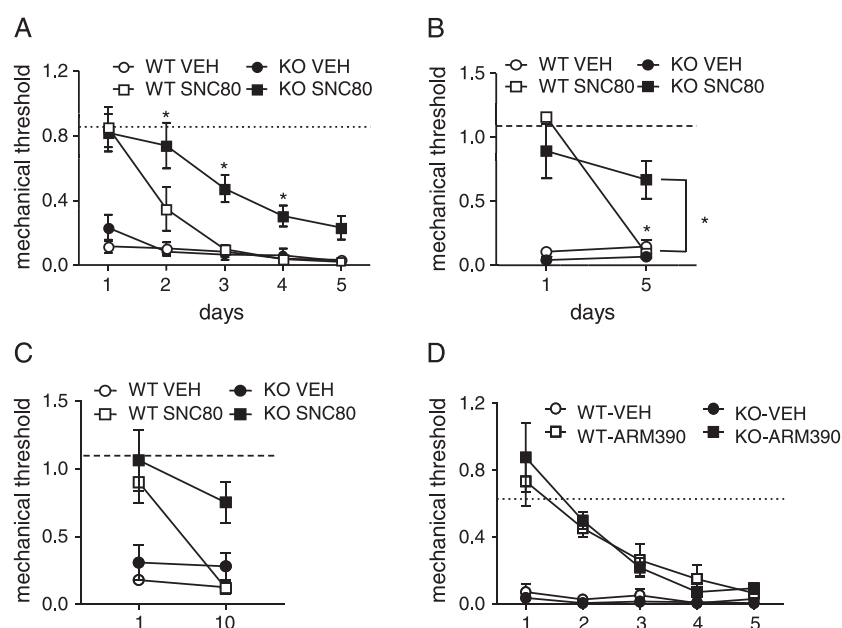 A
WT VEH KO VEH
WT SNC80 KO SNC80
mechanical threshold
1.2
0.8
0.4
0.0
* * *
1 2 3 4 5
days
B
WT VEH KO VEH
WT SNC80 KO SNC80
mechanical threshold
1.5
1.0
0.5
0.0
* *
1 5
days
C
WT VEH KO VEH
WT SNC80 KO SNC80
mechanical threshold
1.5
1.0
0.5
0.0
1 10
D
WT-VEH KO-VEH
WT-ARM390 KO-ARM390
mechanical threshold
1.2
0.8
0.4
0.0
1 2 3 4 5